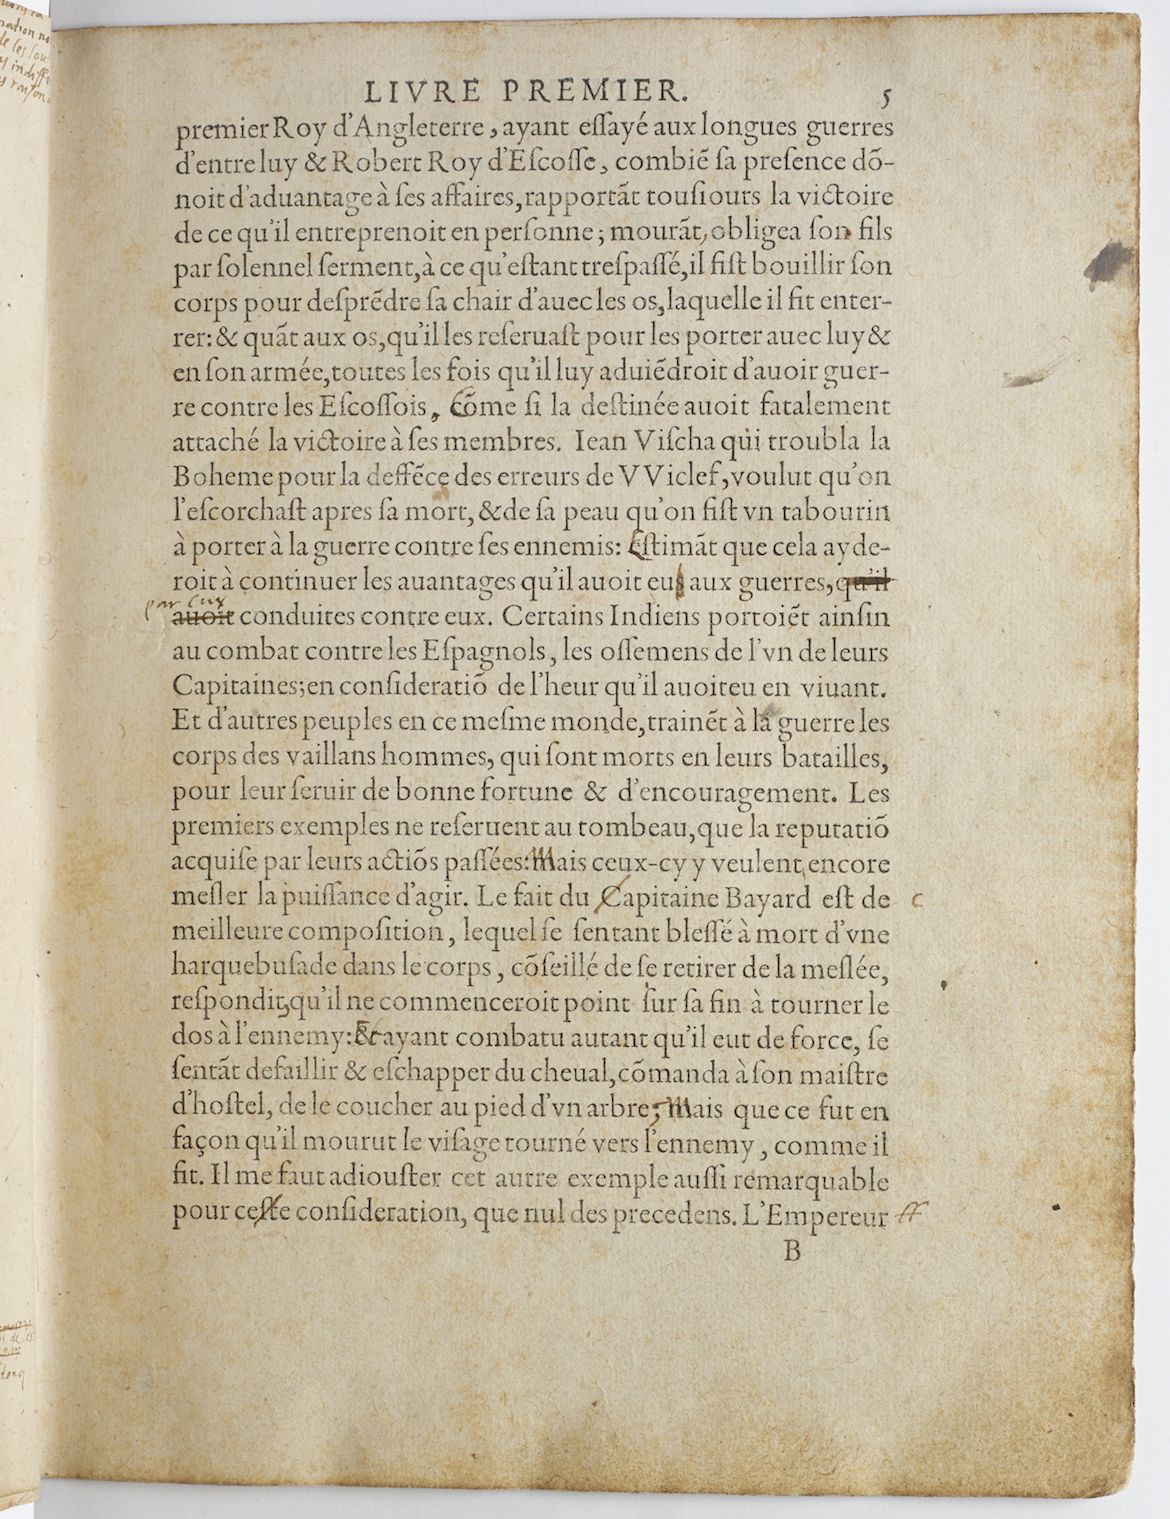 LIVRE PREMIER. 5
premier Roy d'Angleterre, ayant eſſayé aux longues guerres
d'entre luy & Robert Roy d'Eſcoſſe, combiẽ ſa preſence dõ-
noit d'aduantage à ſes affaires, rapportãt touſiours la victoire
de ce qu'il entreprenoit en perſonne; mourãt, obligea ſon fils
par ſolennel ſerment, à ce qu'eſtant treſpaſſé, il fiſt bouillir ſon
corps pour deſprẽdre ſa chair d'auec les os, laquelle il fit enter-
rer: & quãt aux os, qu'il les reſeruaſt pour les porter auec luy &
en ſon armée, toutes les fois qu'il luy aduiẽdroit d'auoir guer-
re contre les Eſcoſſois, Cõme ſi la deſtinée auoit fatalement
attaché la victoire à ſes membres. Iean Viſcha qui troubla la
Boheme pour la deffẽce des erreurs de VViclef, voulut qu'on
l'eſcorchaſt apres ſa mort, & de ſa peau qu'on fiſt vn tabourin
à porter à la guerre contre ſes ennemis: Eſtimãt que cela ayde-
roit à continuer les auantages qu'il auoit eu aux guerres, qu'il
par eux
auoit conduites contre eux. Certains Indiens portoiẽt ainſin
au combat contre les Eſpagnols, les oſſemens de l'vn de leurs
Capitaines; en conſideratiõ de l'heur qu'il auoit eu en viuant.
Et d'autres peuples en ce meſme monde, trainẽt à la guerre les
corps des vaillans hommes, qui ſont morts en leurs batailles,
pour leur ſeruir de bonne fortune & d'encouragement. Les
premiers exemples ne reſeruent au tombeau, que la reputatiõ
acquiſe par leurs actiõs paſſées: Mais ceux-cy y veulent encore
meſler la puiſſance d'agir. Le fait du Capitaine Bayard eſt de c
meilleure compoſition, lequel ſe ſentant bleſſé à mort d'vne
harquebuſade dans le corps, cõſeillé de ſe retirer de la meſlée,
reſpondit, qu'il ne commenceroit point ſur ſa fin à tourner le
dos à l'ennemy: & ayant combatu autant qu'il eut de force, ſe
ſentãt defaillir & eſchapper du cheual, cõmanda à ſon maiſtre
d'hoſtel, de le coucher au pied d'vn arbre; Mais que ce fut en
façon qu'il mourut le viſage tourné vers l'ennemy, comme il
fit. Il me faut adiouſter cet autre exemple auſſi remarquable
pour ceſte conſideration, que nul des precedens. L'Empereur
B